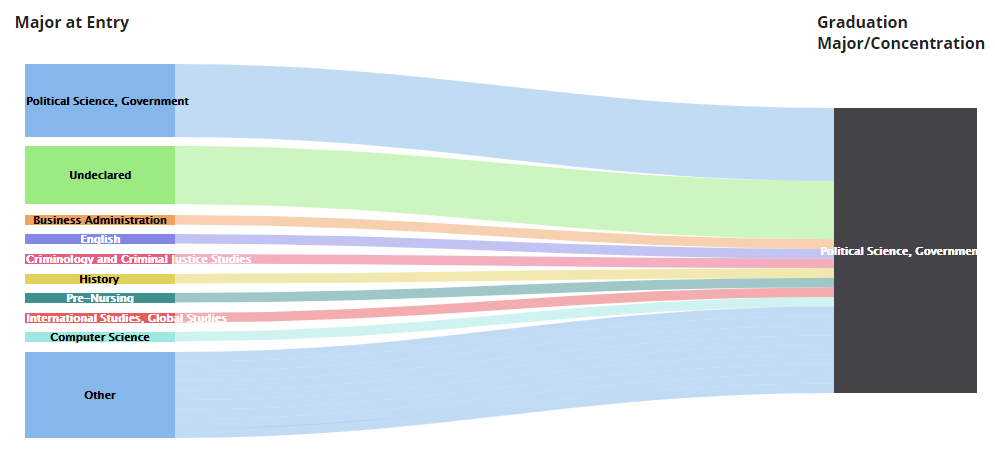 Major at Entry
Graduation
Major/Concentration
Political Science, Government
Undeclared
Business Administration
English
Criminology and Criminal Justice Studies
History
Pre-Nursing
International Studies, Global Studies
Computer Science
Other
Political Science, Government